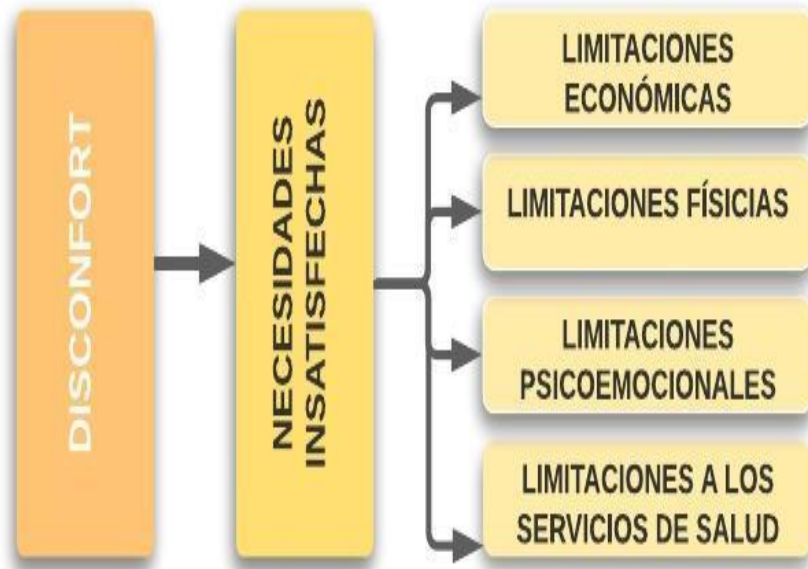 DISCONFORT
NECESIDADES
INSATISFECHAS
LIMITACIONES
ECONÓMICAS
LIMITACIONES FÍSICIAS
LIMITACIONES
PSICOEMOCIONALES
LIMITACIONES A LOS
SERVICIOS DE SALUD